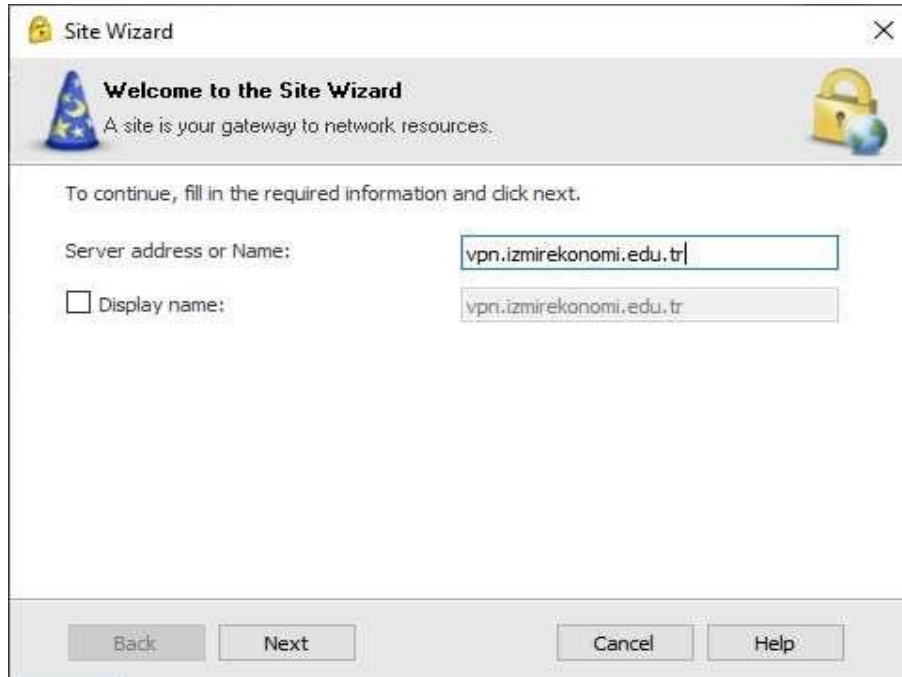 Site Wizard
Welcome to the Site Wizard
A site is your gateway to network resources.
To continue, fill in the required information and click next.
Server address or Name: vpn.izmirekonomi.edu.tr
Display name: vpn.izmirekonomi.edu.tr
Back Next Cancel Help